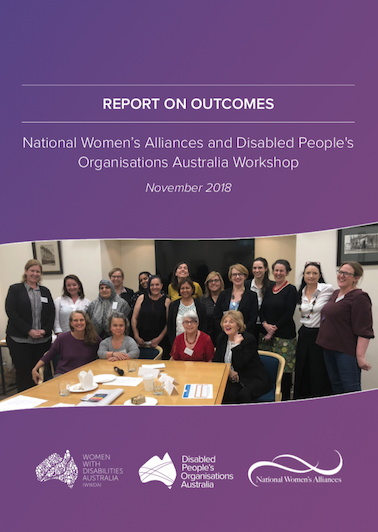 REPORT ON OUTCOMES
National Women's Alliances and Disabled People's
Organisations Australia Workshop
November 2018
WOMEN
WITH
DISABILITIES
AUSTRALIA
(WWDA)
Disabled
People's
Organisations
Australia
National Women's Alliances